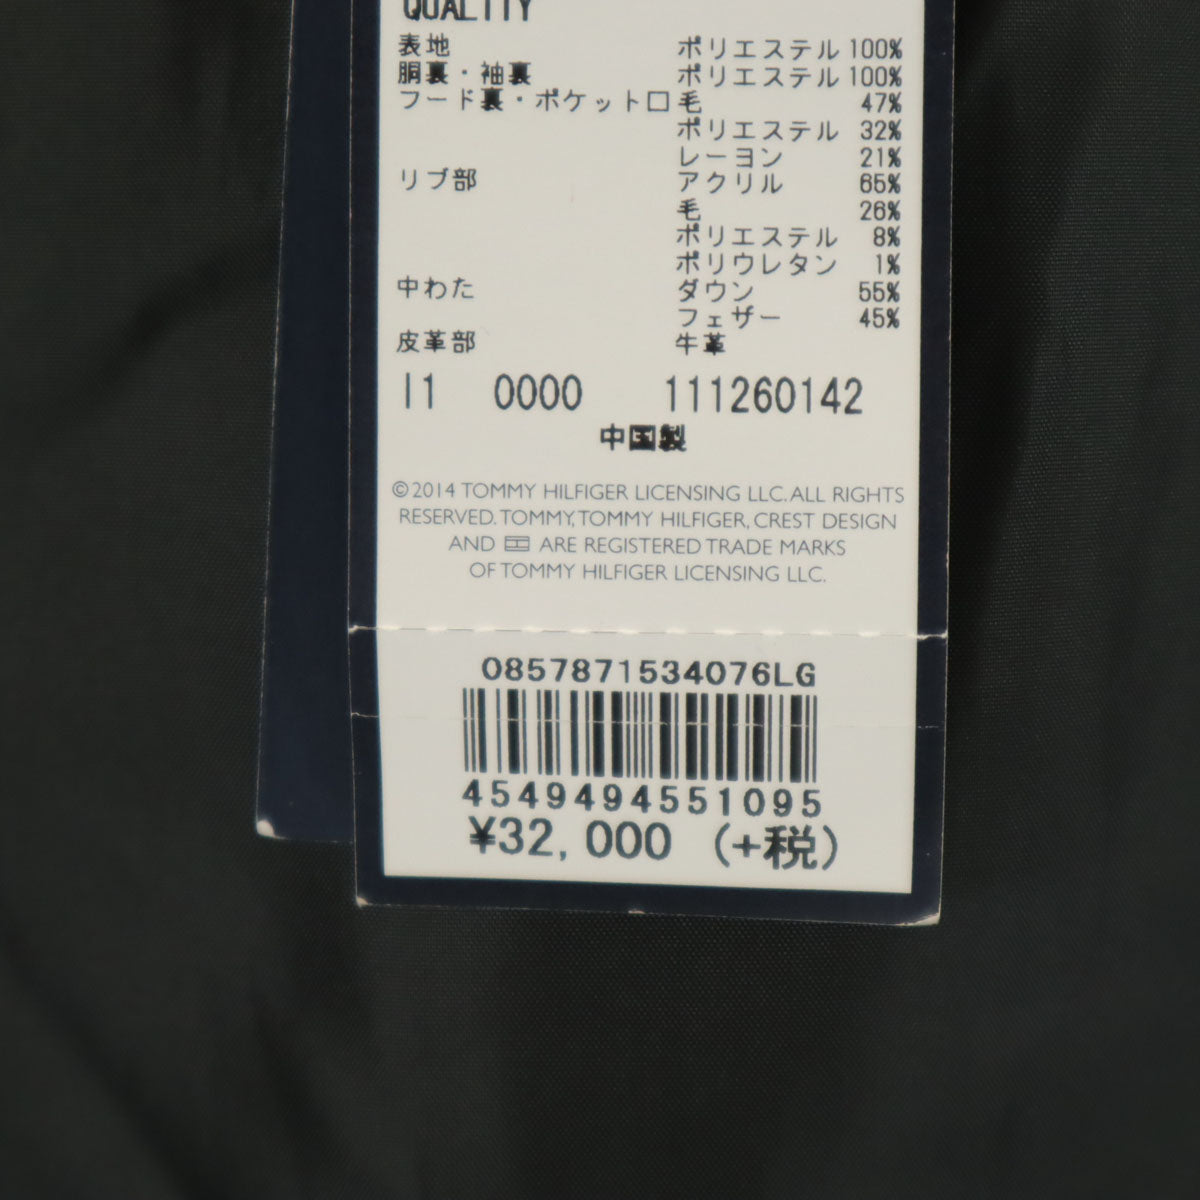 QUALITY
表地 ポリエステル 100%
胴裏・袖裏 ポリエステル 100%
フード裏・ポケット口 毛 47%
ポリエステル 32%
レーヨン 21%
リブ部 アクリル 65%
毛 26%
ポリエステル 8%
ポリウレタン 1%
中わた ダウン 55%
フェザー 45%
皮革部 牛革
I1 0000 111260142
中国製
©2014 TOMMY HILFIGER LICENSING LLC. ALL RIGHTS
RESERVED. TOMMY, TOMMY HILFIGER, CREST DESIGN
AND ARE REGISTERED TRADE MARKS
OF TOMMY HILFIGER LICENSING LLC.
0857871534076LG
4549494551095
¥32,000 (+税)